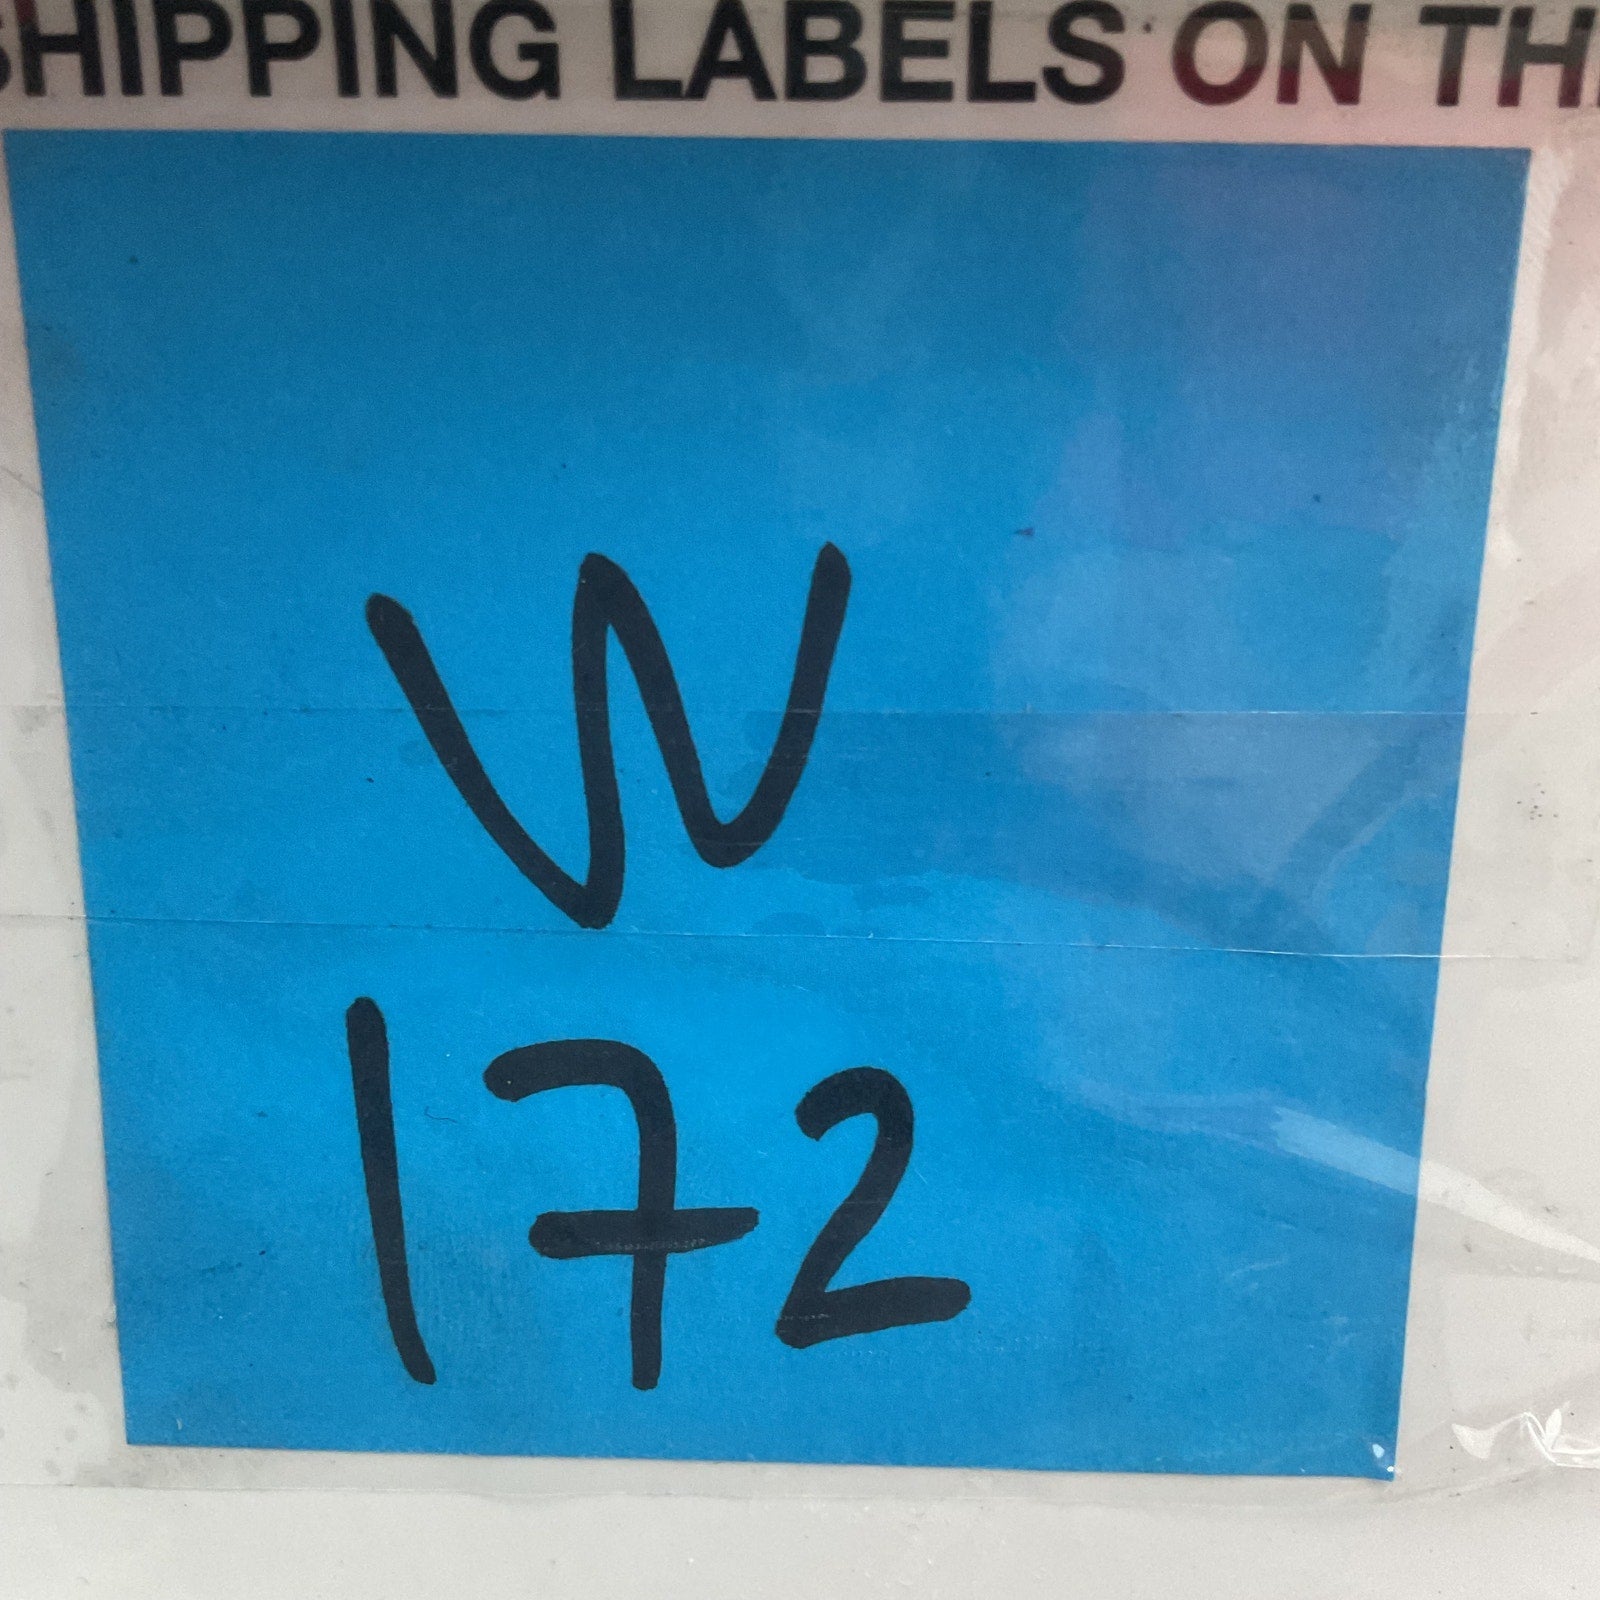 SHIPPING LABELS ON TH
W
172